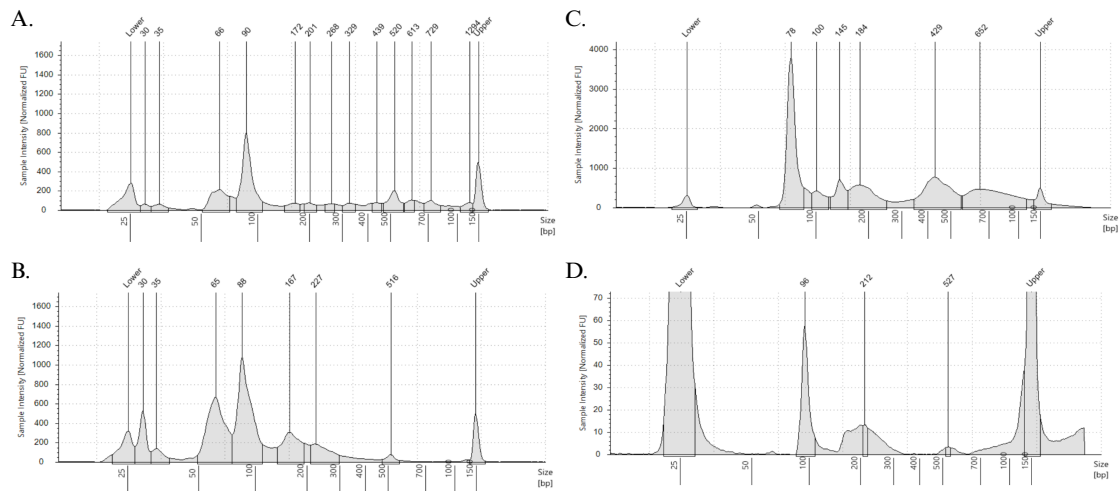 A.
Lower 30 35 66 90 172 201 268 329 439 520 613 729 1294 Upper
Sample Intensity [Normalized FU]
1600
1400
1200
1000
800
600
400
200
0
25 50 100 200 300 400 500 700 1000 1500
Size
[bp]
B.
Lower 30 35 65 88 167 227 516 Upper
Sample Intensity [Normalized FU]
1600
1400
1200
1000
800
600
400
200
0
25 50 100 200 300 400 500 700 1000 1500
Size
[bp]
C.
Lower 78 100 145 184 429 652 Upper
Sample Intensity [Normalized FU]
4000
3000
2000
1000
0
25 50 100 200 300 400 500 700 1000 1500
Size
[bp]
D.
Lower 96 212 527 Upper
Sample Intensity [Normalized FU]
70
60
50
40
30
20
10
0
25 50 100 200 300 400 500 700 1000 1500
Size
[bp]